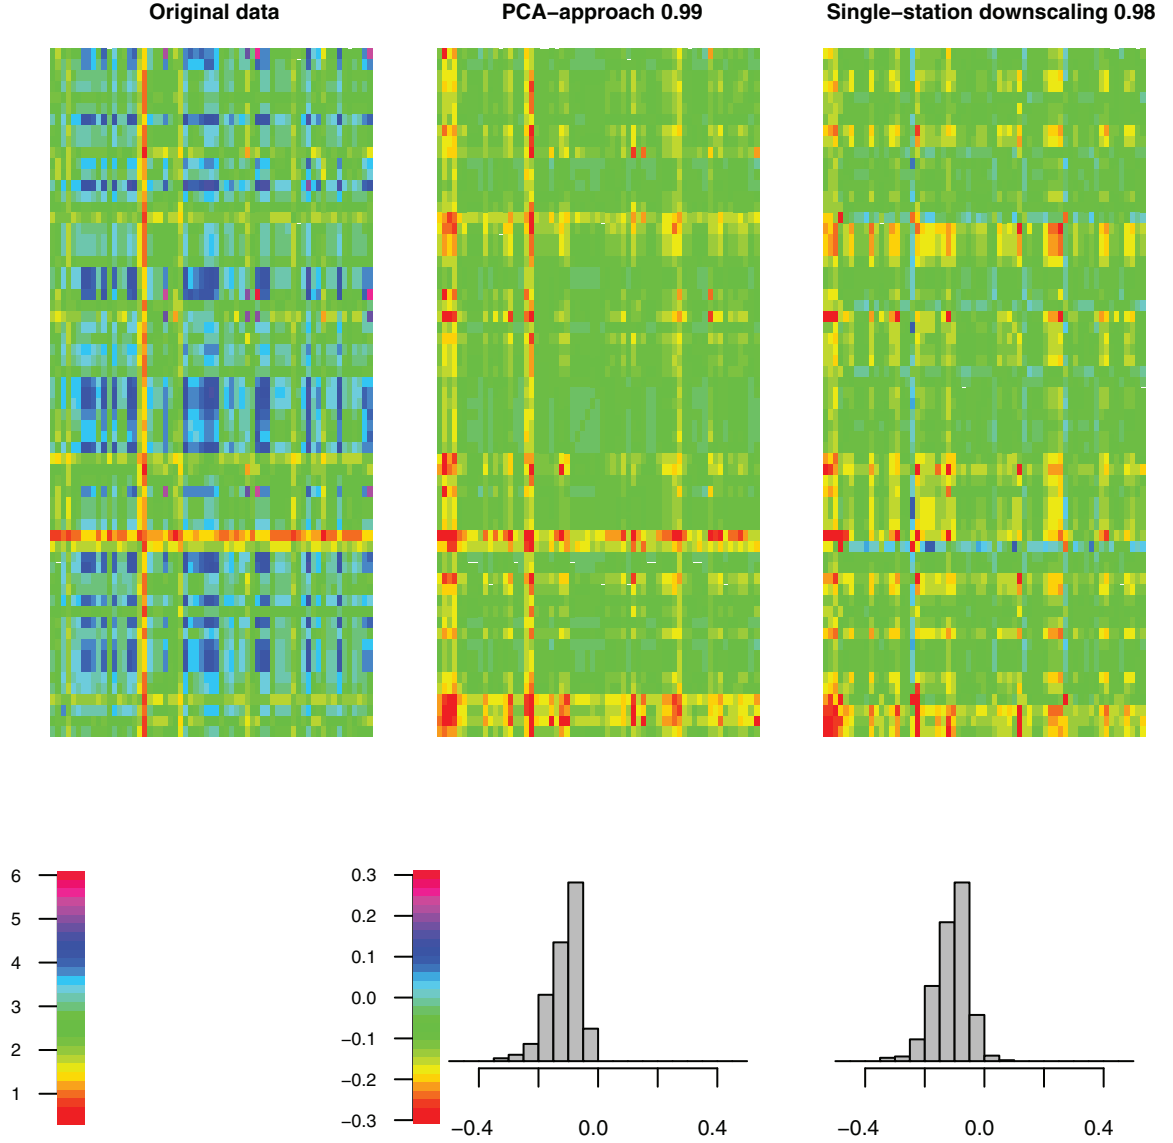 Original data
PCA−approach 0.99
Single−station downscaling 0.98
6
5
4
3
2
1
0.3
0.2
0.1
0.0
−0.1
−0.2
−0.3
−0.4 0.0 0.4
−0.4 0.0 0.4